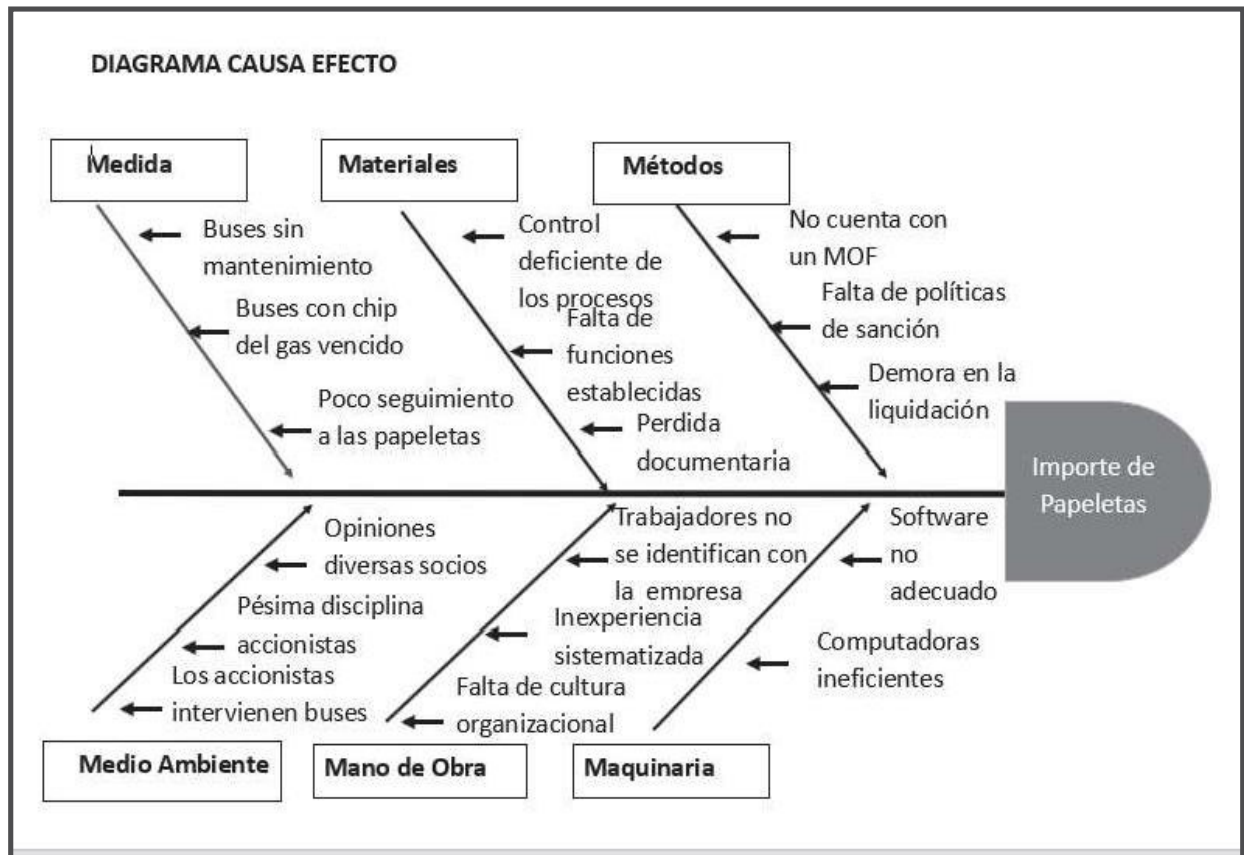 DIAGRAMA CAUSA EFECTO
Medida
Materiales
Métodos
Buses sin
mantenimiento
Buses con chip
del gas vencido
Poco seguimiento
a las papeletas
Control
deficiente de
los procesos
Falta de
funciones
establecidas
Perdida
documentaria
No cuenta con
un MOF
Falta de políticas
de sanción
Demora en la
liquidación
Importe de
Papeletas
Opiniones
diversas socios
Pésima disciplina
accionistas
Los accionistas
intervienen buses
Trabajadores no
se identifican con
la empresa
Inexperiencia
sistematizada
Falta de cultura
organizacional
Software
no
adecuado
Computadoras
ineficientes
Medio Ambiente
Mano de Obra
Maquinaria